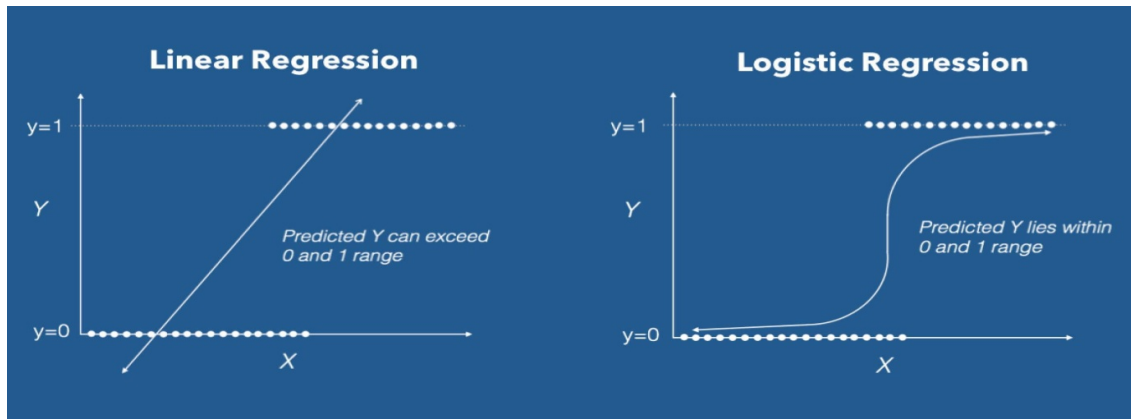 Linear Regression
y=1
Y
Predicted Y can exceed
0 and 1 range
y=0
X
Logistic Regression
y=1
Y
Predicted Y lies within
0 and 1 range
y=0
X